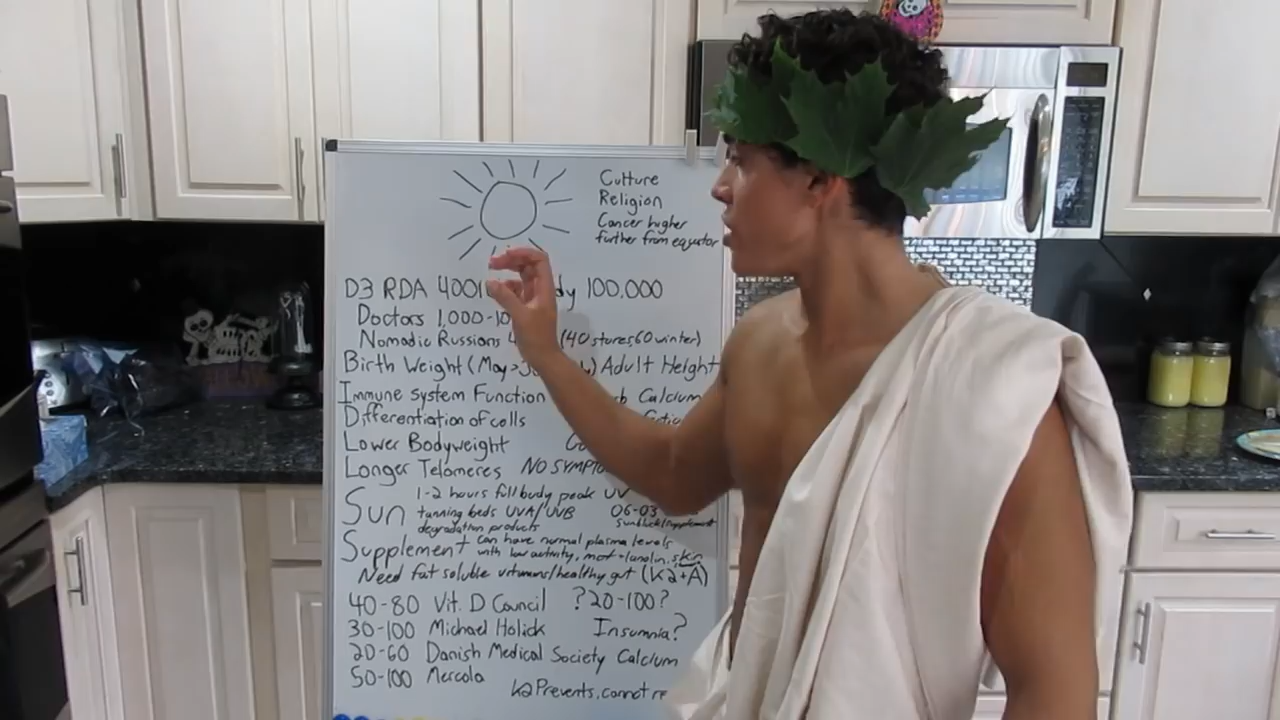 Culture
Religion
Cancer higher
further from equator
D3 RDA 400 100,000
Doctors 1,000-10
Nomadic Russians (40 stores 60 winter)
Birth Weight (May > Adult Height
Immune system Function Calcium
Differentiation of cells
Lower Bodyweight
Longer Telomeres NO
Sun 1-2 hours full body peak UV
tanning beds UVA/UVB 06-03
degradation products sunblock/supplement
Supplement can have normal plasma levels
with low activity, most = lanolin, skin
Need fat soluble vitamins/healthy gut (K2+A)
40-80 Vit. D Council ?20-100?
30-100 Michael Holick Insomnia?
20-60 Danish Medical Society Calcium
50-100 Mercola
K2 Prevents, cannot